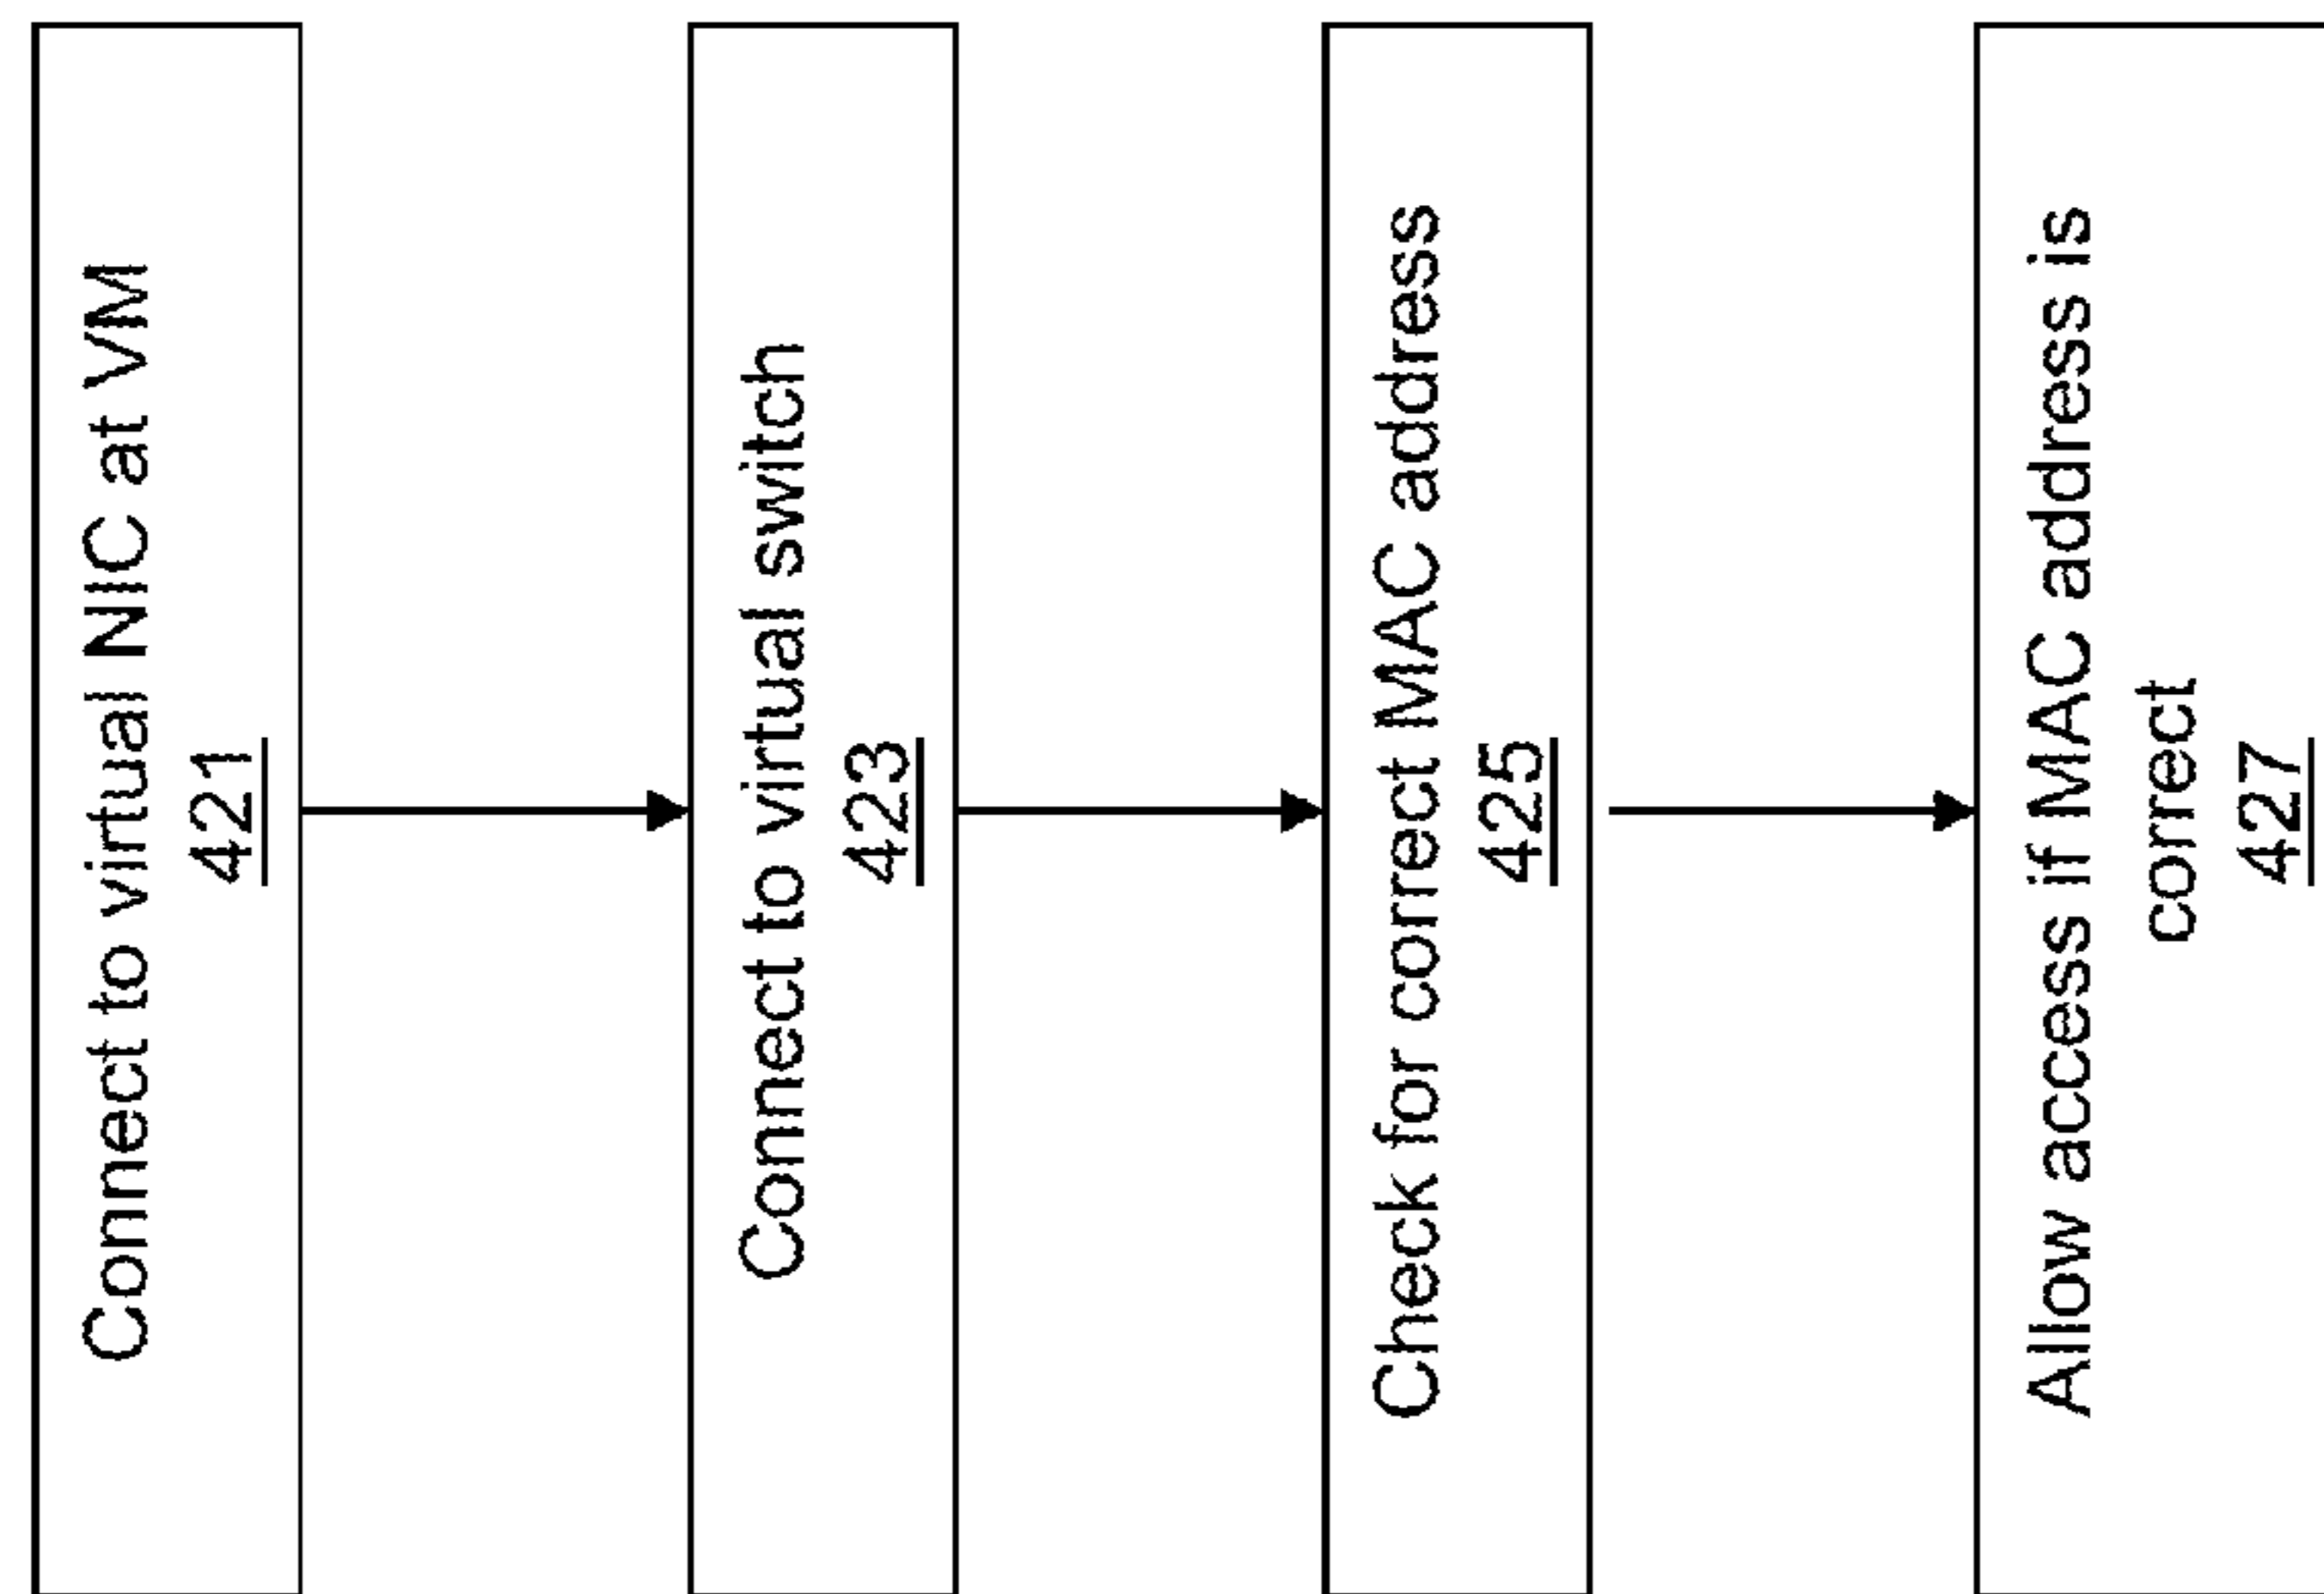 Connect to virtual NIC at VM
421
Connect to virtual switch
423
Check for correct MAC address
425
Allow access if MAC address is
correct
427